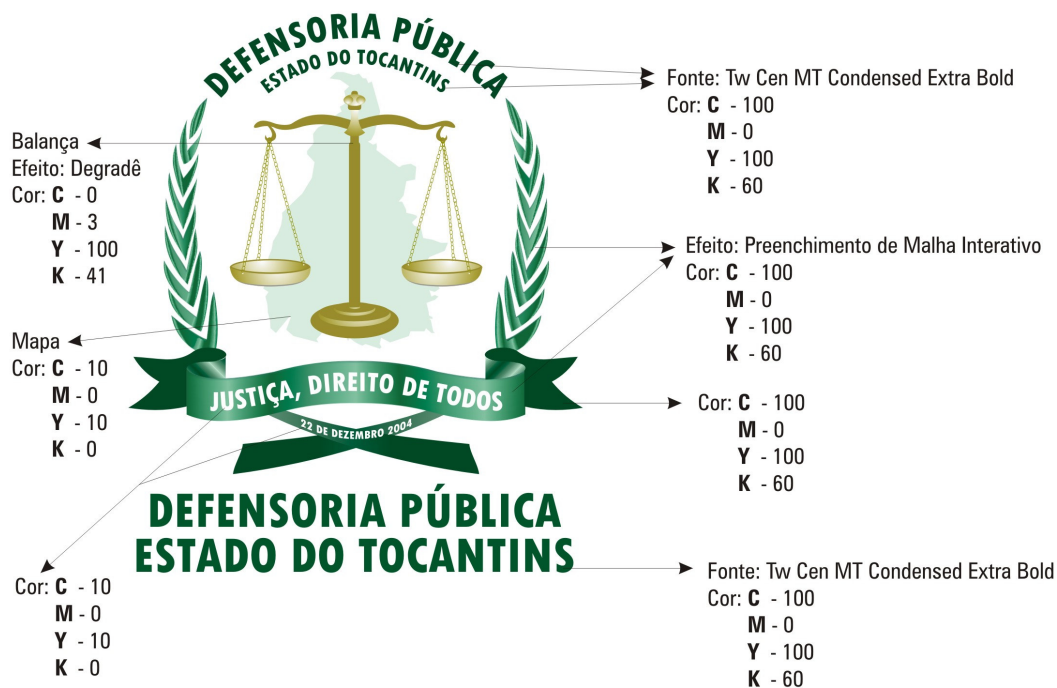 DEFENSORIA PÚBLICA
ESTADO DO TOCANTINS
Fonte: Tw Cen MT Condensed Extra Bold
Cor: C - 100
M - 0
Y - 100
K - 60
Balança
Efeito: Degradê
Cor: C - 0
M - 3
Y - 100
K - 41
Efeito: Preenchimento de Malha Interativo
Cor: C - 100
M - 0
Y - 100
K - 60
Mapa
Cor: C - 10
M - 0
Y - 10
K - 0
JUSTIÇA, DIREITO DE TODOS
22 DE DEZEMBRO 2004
Cor: C - 100
M - 0
Y - 100
K - 60
DEFENSORIA PÚBLICA
ESTADO DO TOCANTINS
Cor: C - 10
M - 0
Y - 10
K - 0
Fonte: Tw Cen MT Condensed Extra Bold
Cor: C - 100
M - 0
Y - 100
K - 60